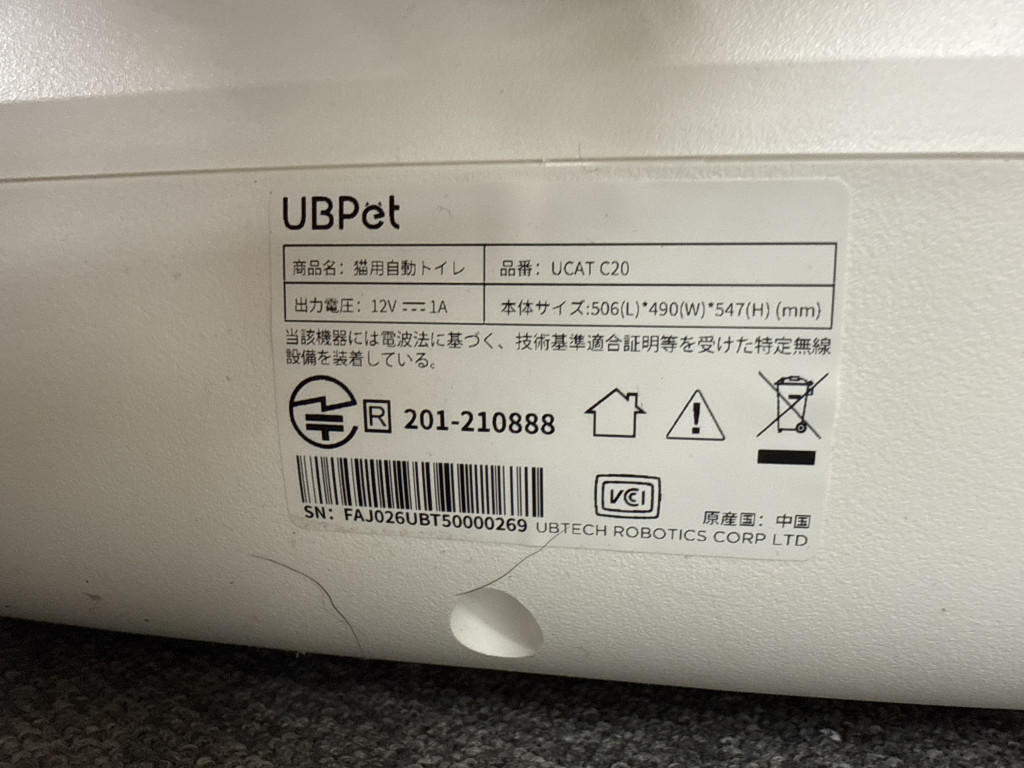 UBPet
商品名：猫用自動トイレ 品番：UCAT C20
出力電圧：12V ⎓ 1A 本体サイズ:506(L)*490(W)*547(H) (mm)
当該機器には電波法に基づく、技術基準適合証明等を受けた特定無線
設備を装着している。
R 201-210888
VCCI
SN：FAJ026UBT50000269
原産国：中国
UBTECH ROBOTICS CORP LTD